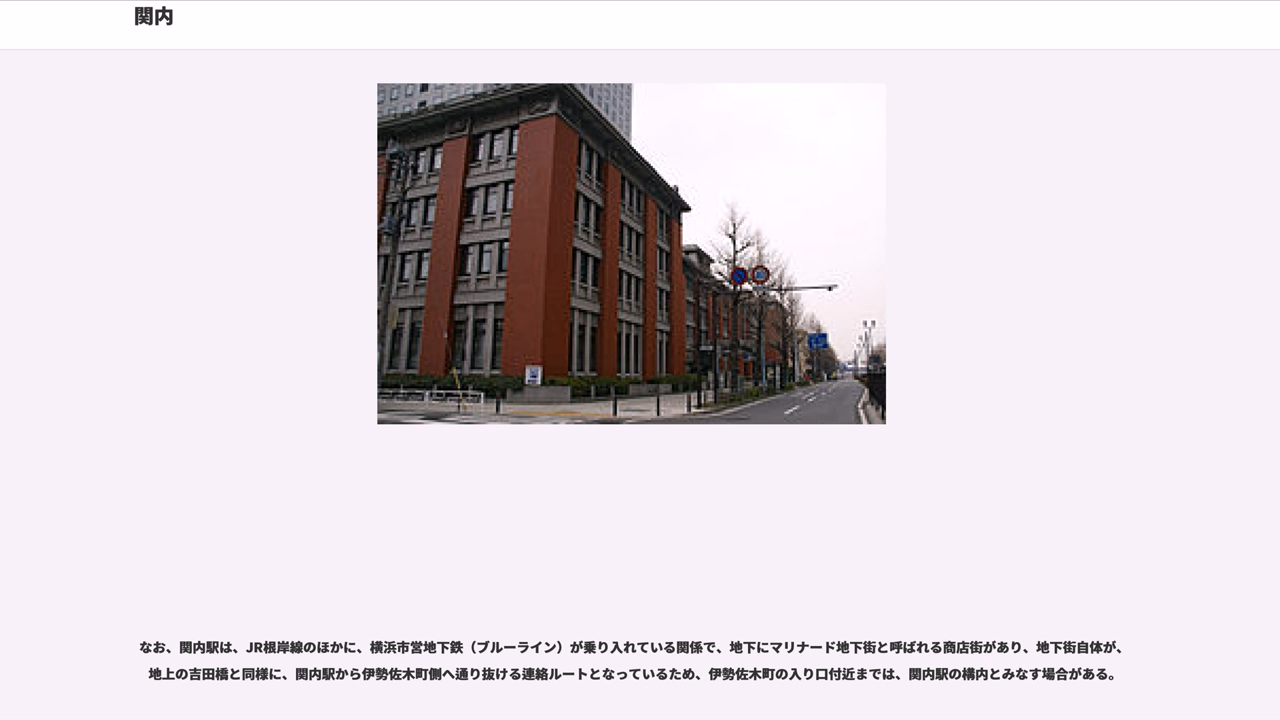 関内
なお、関内駅は、JR根岸線のほかに、横浜市営地下鉄（ブルーライン）が乗り入れている関係で、地下にマリナード地下街と呼ばれる商店街があり、地下街自体が、
地上の吉田橋と同様に、関内駅から伊勢佐木町側へ通り抜ける連絡ルートとなっているため、伊勢佐木町の入り口付近までは、関内駅の構内とみなす場合がある。